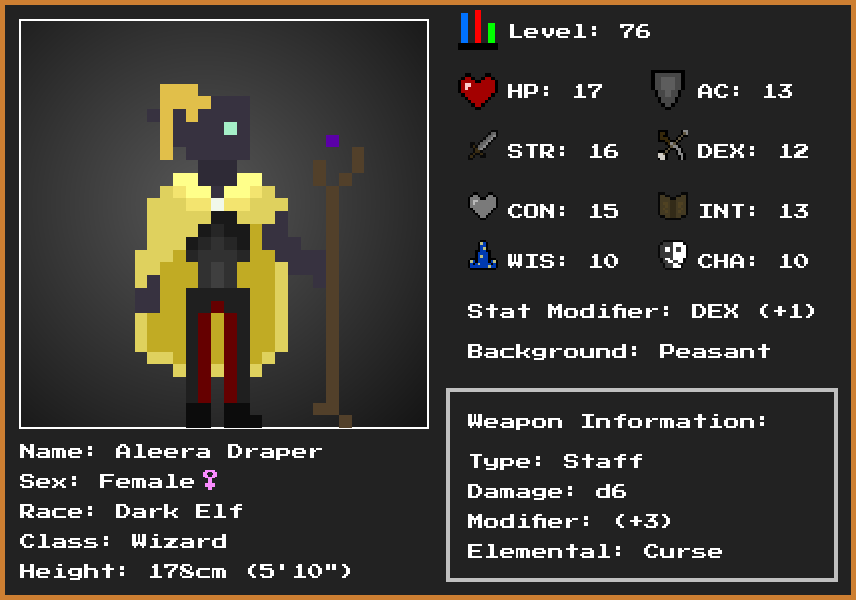 Level: 76
HP: 17 AC: 13
STR: 16 DEX: 12
CON: 15 INT: 13
WIS: 10 CHA: 10
Stat Modifier: DEX (+1)
Background: Peasant
Weapon Information:
Type: Staff
Damage: d6
Modifier: (+3)
Elemental: Curse
Name: Aleera Draper
Sex: Female♀
Race: Dark Elf
Class: Wizard
Height: 178cm (5'10")